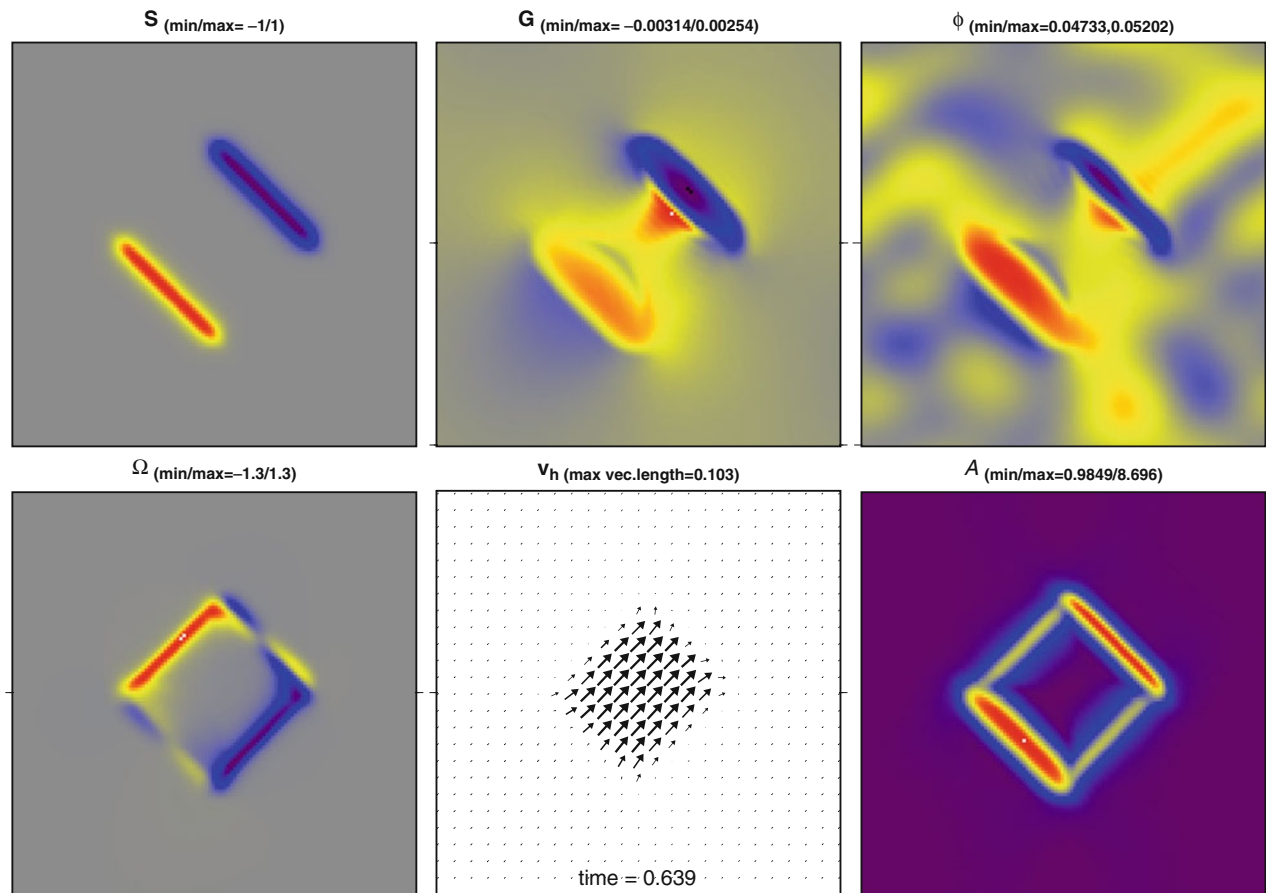 S (min/max= –1/1)
G (min/max= –0.00314/0.00254)
ϕ (min/max=0.04733,0.05202)
Ω (min/max=–1.3/1.3)
vh (max vec.length=0.103)
A (min/max=0.9849/8.696)
time = 0.639